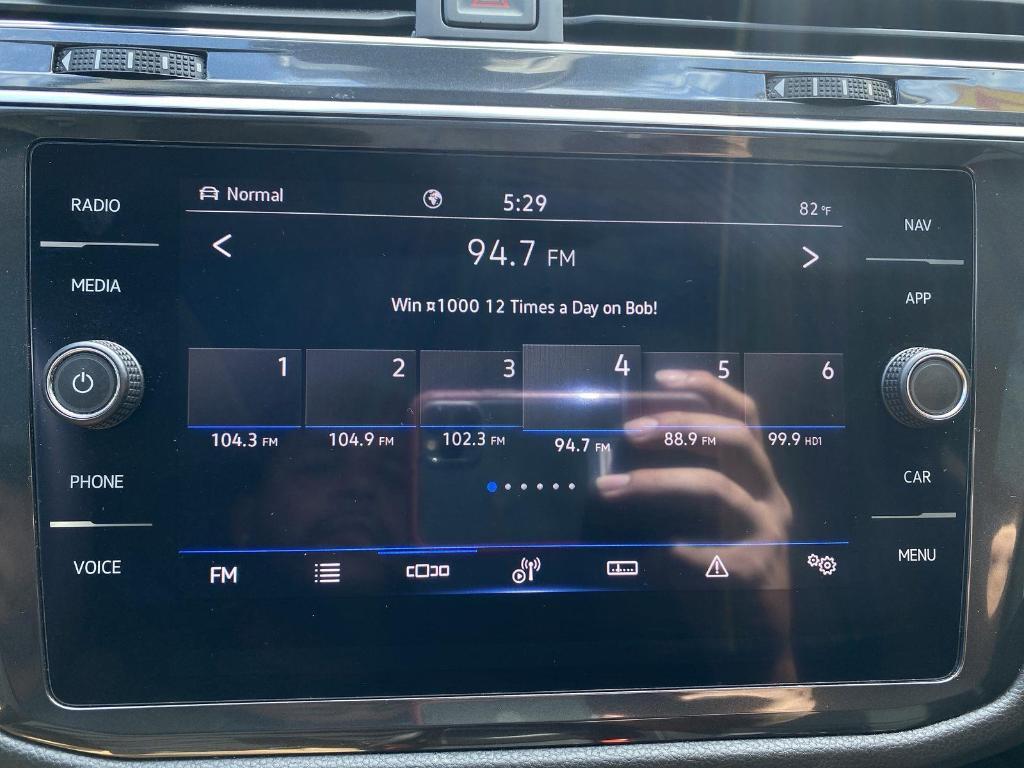 RADIO
MEDIA
PHONE
VOICE
Normal
5:29
82°F
94.7 FM
Win ¤1000 12 Times a Day on Bob!
1 2 3 4 5 6
104.3 FM 104.9 FM 102.3 FM 94.7 FM 88.9 FM 99.9 HD1
FM
NAV
APP
CAR
MENU